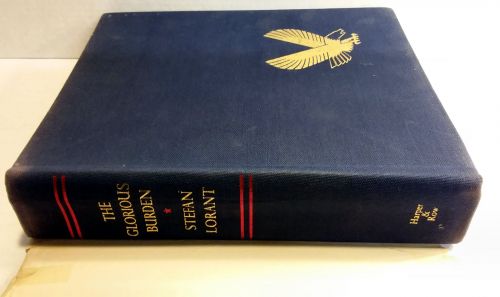 THE
GLORIOUS
BURDEN
STEFAN
LORANT
Harper
&
Row